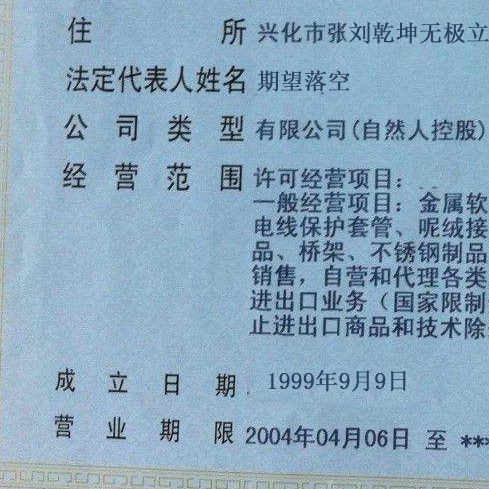 住所 兴化市张刘乾坤无极立
法定代表人姓名 期望落空
公司类型 有限公司(自然人控股)
经营范围 许可经营项目：
一般经营项目：金属软
电线保护套管、呢绒接
品、桥架、不锈钢制品
销售，自营和代理各类
进出口业务（国家限制
止进出口商品和技术除
成立日期 1999年9月9日
营业期限 2004年04月06日 至 ***